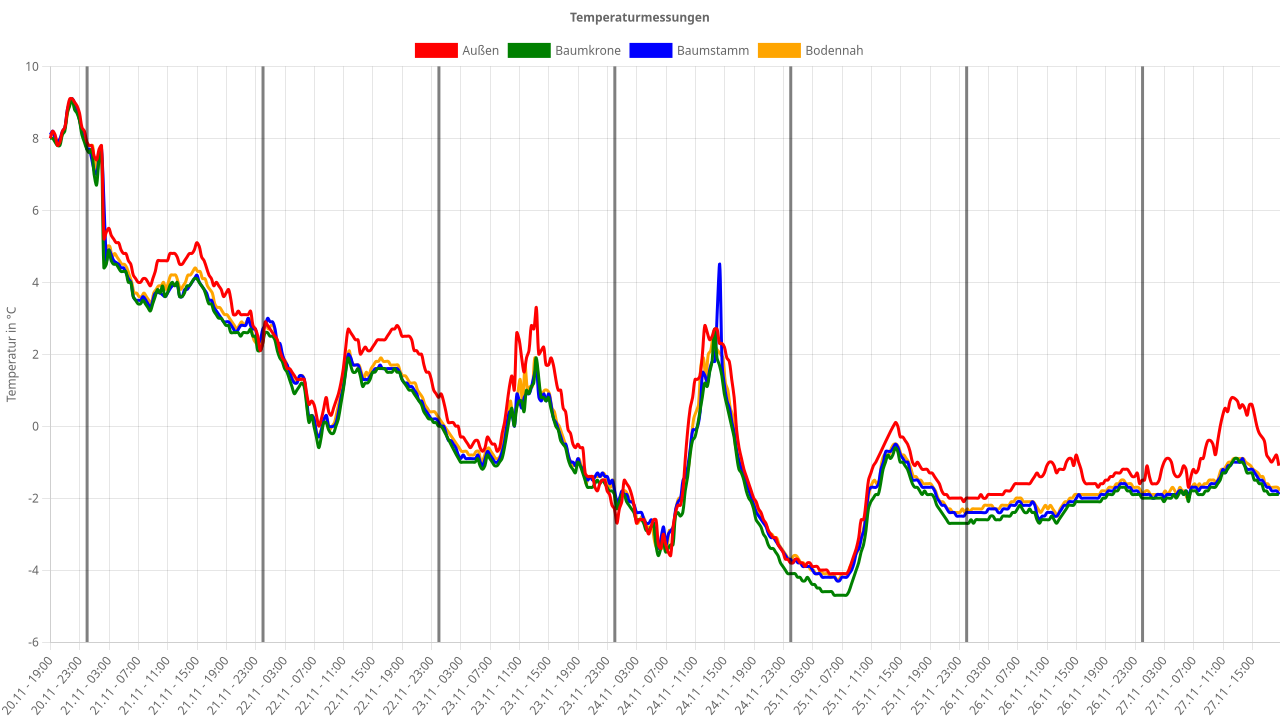 Temperaturmessungen
Außen Baumkrone Baumstamm Bodennah
Temperatur in °C
10
8
6
4
2
0
-2
-4
-6
20.11 - 19:00
20.11 - 23:00
21.11 - 03:00
21.11 - 07:00
21.11 - 11:00
21.11 - 15:00
21.11 - 19:00
21.11 - 23:00
22.11 - 03:00
22.11 - 07:00
22.11 - 11:00
22.11 - 15:00
22.11 - 19:00
22.11 - 23:00
23.11 - 03:00
23.11 - 07:00
23.11 - 11:00
23.11 - 15:00
23.11 - 19:00
23.11 - 23:00
24.11 - 03:00
24.11 - 07:00
24.11 - 11:00
24.11 - 15:00
24.11 - 19:00
24.11 - 23:00
25.11 - 03:00
25.11 - 07:00
25.11 - 11:00
25.11 - 15:00
25.11 - 19:00
25.11 - 23:00
26.11 - 03:00
26.11 - 07:00
26.11 - 11:00
26.11 - 15:00
26.11 - 19:00
26.11 - 23:00
27.11 - 03:00
27.11 - 07:00
27.11 - 11:00
27.11 - 15:00